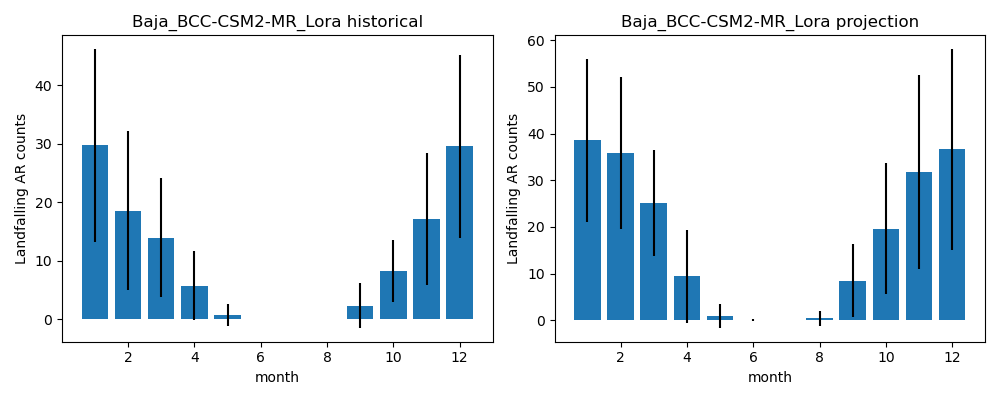 Baja_BCC-CSM2-MR_Lora historical
Landfalling AR counts
40
30
20
10
0
2 4 6 8 10 12
month
Baja_BCC-CSM2-MR_Lora projection
Landfalling AR counts
60
50
40
30
20
10
0
2 4 6 8 10 12
month